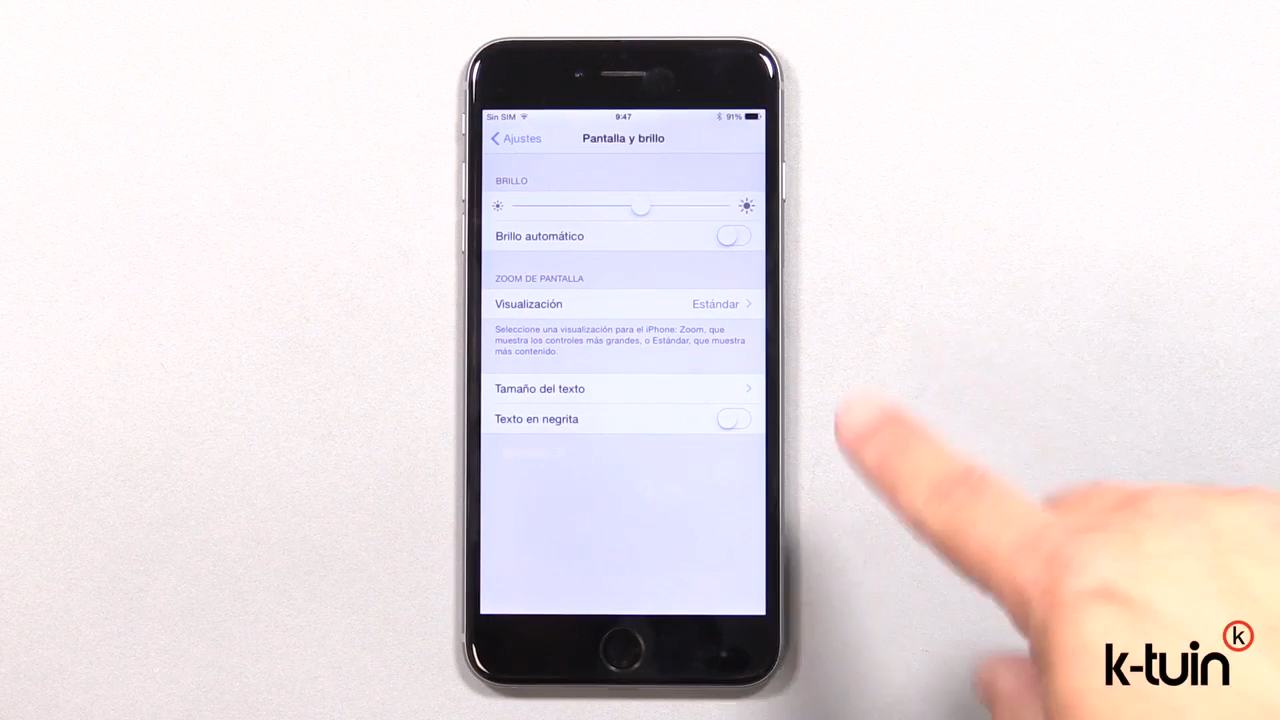 Sin SIM 9:47 91%
Ajustes Pantalla y brillo
BRILLO
Brillo automático
ZOOM DE PANTALLA
Visualización Estándar
Seleccione una visualización para el iPhone: Zoom, que
muestra los controles más grandes, o Estándar, que muestra
más contenido.
Tamaño del texto
Texto en negrita
k-tuin k